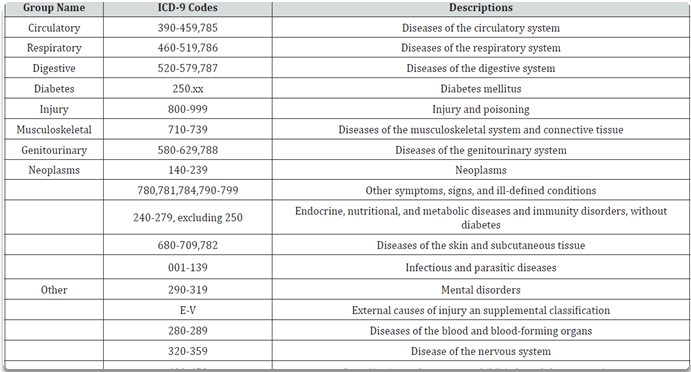 Group Name ICD-9 Codes Descriptions
Circulatory 390-459,785 Diseases of the circulatory system
Respiratory 460-519,786 Diseases of the respiratory system
Digestive 520-579,787 Diseases of the digestive system
Diabetes 250.xx Diabetes mellitus
Injury 800-999 Injury and poisoning
Musculoskeletal 710-739 Diseases of the musculoskeletal system and connective tissue
Genitourinary 580-629,788 Diseases of the genitourinary system
Neoplasms 140-239 Neoplasms
780,781,784,790-799 Other symptoms, signs, and ill-defined conditions
240-279, excluding 250 Endocrine, nutritional, and metabolic diseases and immunity disorders, without
diabetes
680-709,782 Diseases of the skin and subcutaneous tissue
001-139 Infectious and parasitic diseases
Other 290-319 Mental disorders
E-V External causes of injury an supplemental classification
280-289 Diseases of the blood and blood-forming organs
320-359 Disease of the nervous system